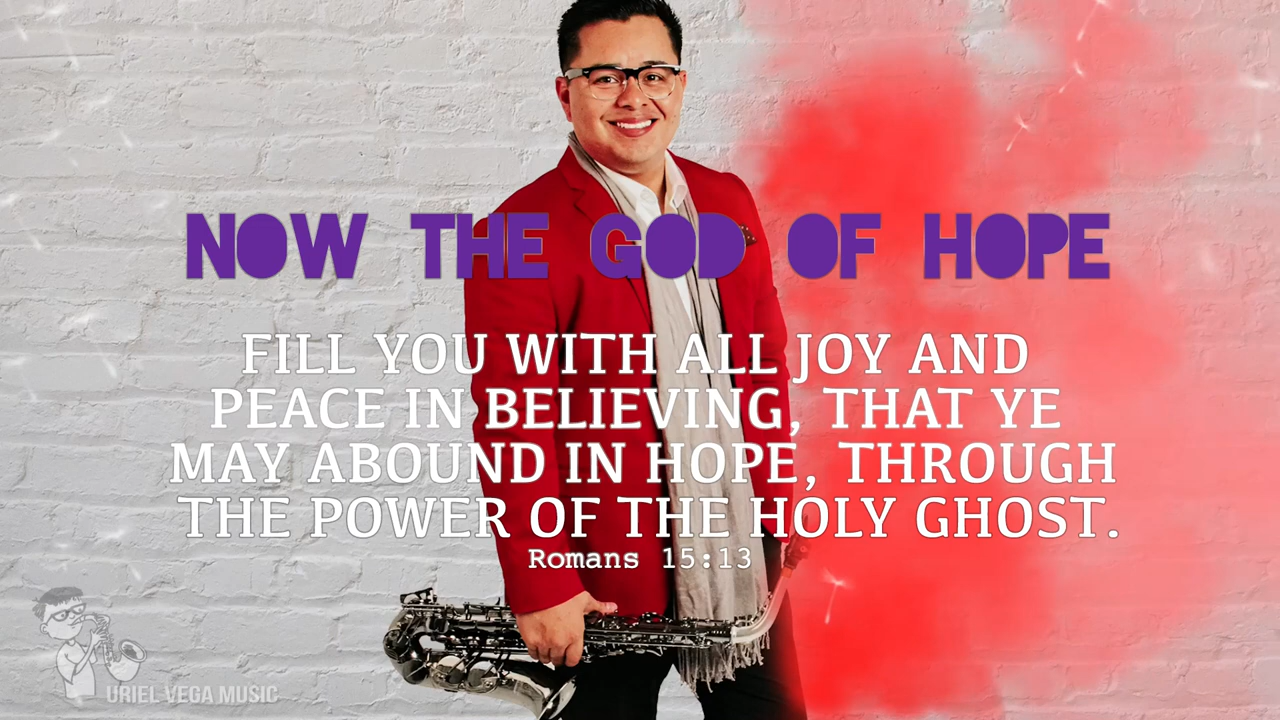 NOW THE GOD OF HOPE
FILL YOU WITH ALL JOY AND
PEACE IN BELIEVING, THAT YE
MAY ABOUND IN HOPE, THROUGH
THE POWER OF THE HOLY GHOST.
Romans 15:13
URIEL VEGA MUSIC